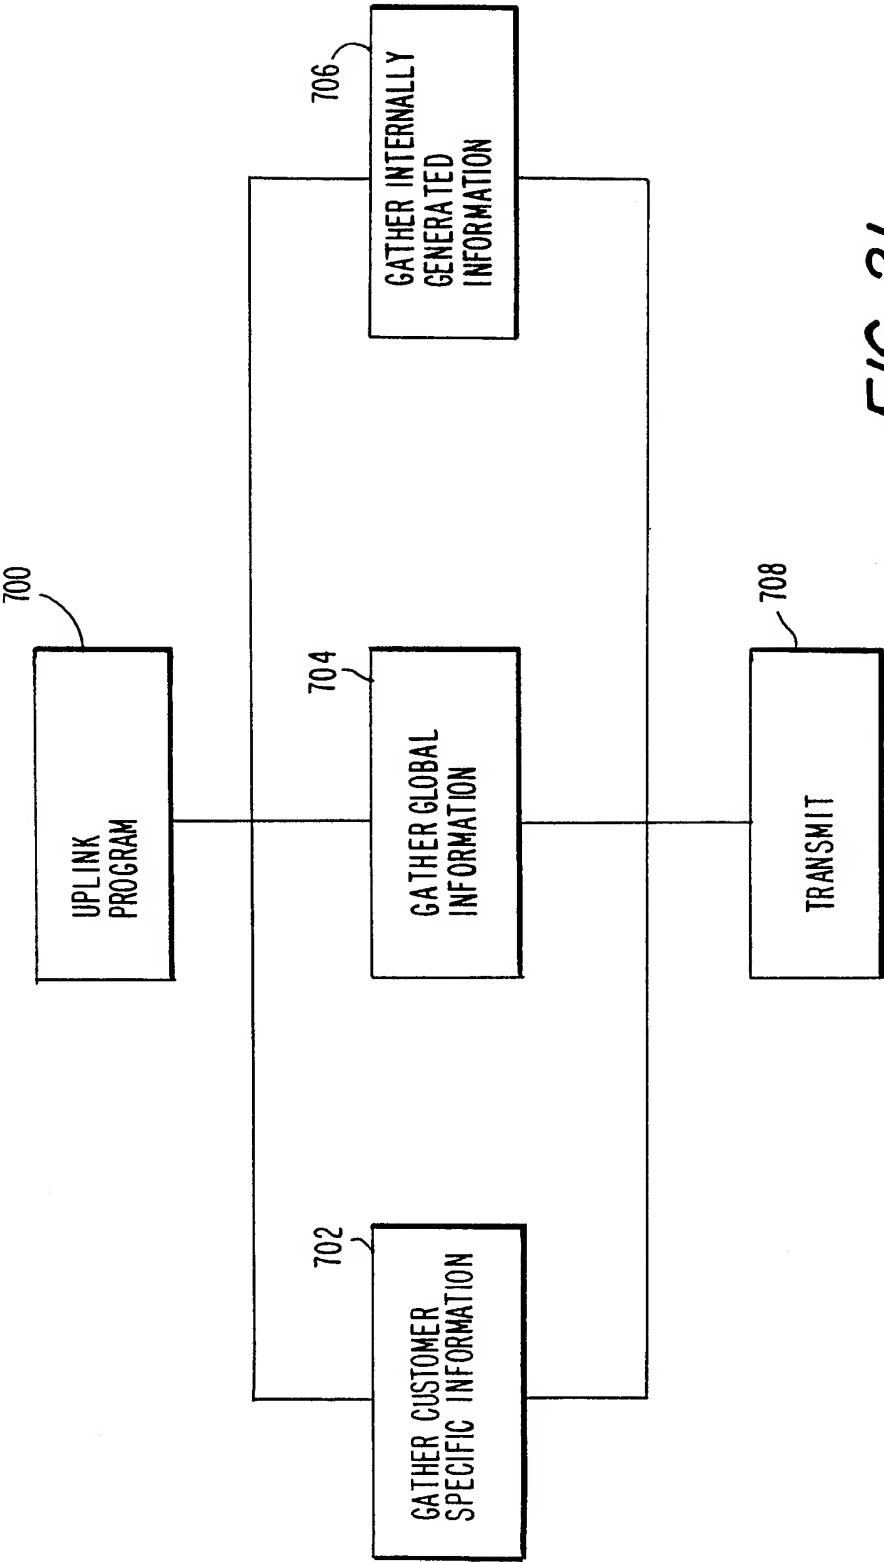 700
UPLINK
PROGRAM
702
GATHER CUSTOMER
SPECIFIC INFORMATION
704
GATHER GLOBAL
INFORMATION
706
GATHER INTERNALLY
GENERATED
INFORMATION
708
TRANSMIT
FIG.